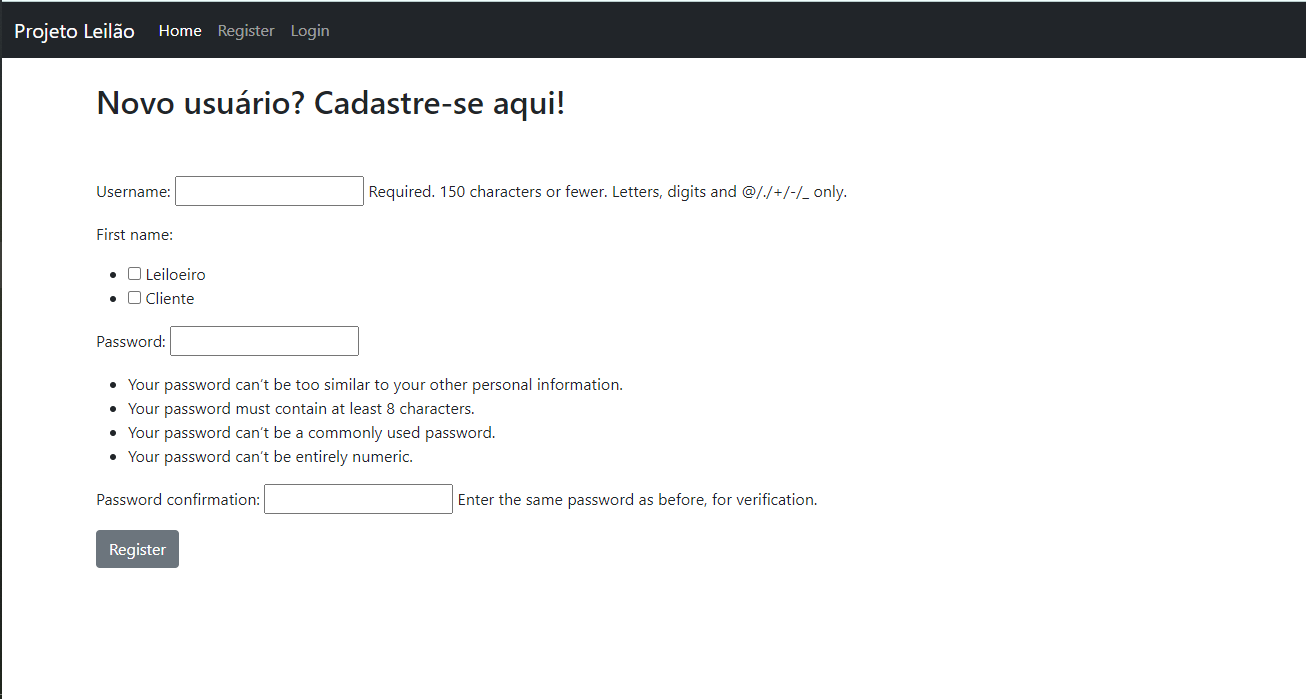 Projeto Leilão Home Register Login
Novo usuário? Cadastre-se aqui!
Username: Required. 150 characters or fewer. Letters, digits and @/./+/-/_ only.
First name:
Leiloeiro
Cliente
Password:
Your password can't be too similar to your other personal information.
Your password must contain at least 8 characters.
Your password can't be a commonly used password.
Your password can't be entirely numeric.
Password confirmation: Enter the same password as before, for verification.
Register